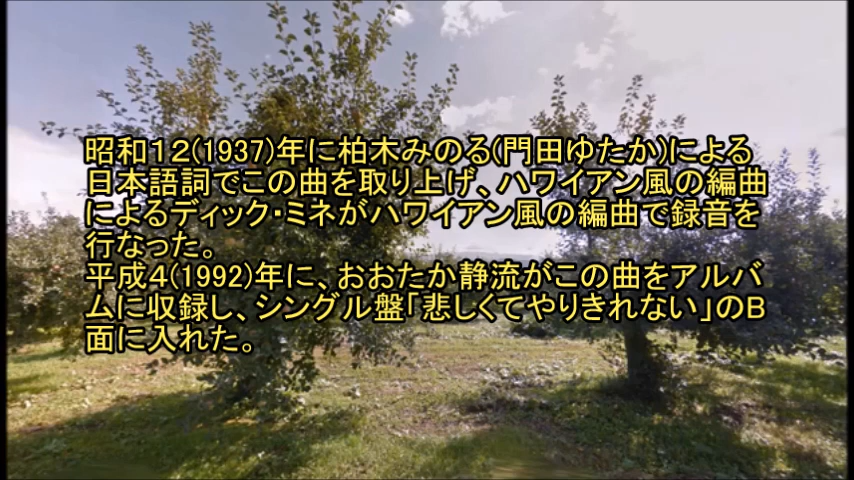 昭和１２(1937)年に柏木みのる(門田ゆたか)による
日本語詞でこの曲を取り上げ、ハワイアン風の編曲
によるディック・ミネがハワイアン風の編曲で録音を
行なった。
平成４(1992)年に、おおたか静流がこの曲をアルバ
ムに収録し、シングル盤「悲しくてやりきれない」のＢ
面に入れた。